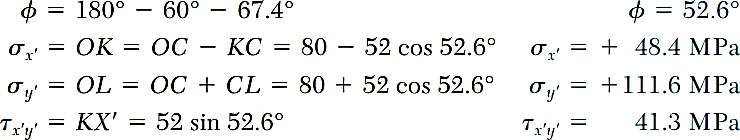 ϕ = 180° − 60° − 67.4° ϕ = 52.6°
σx′ = OK = OC − KC = 80 − 52 cos 52.6° σx′ = + 48.4 MPa
σy′ = OL = OC + CL = 80 + 52 cos 52.6° σy′ = +111.6 MPa
τx′y′ = KX′ = 52 sin 52.6° τx′y′ = 41.3 MPa